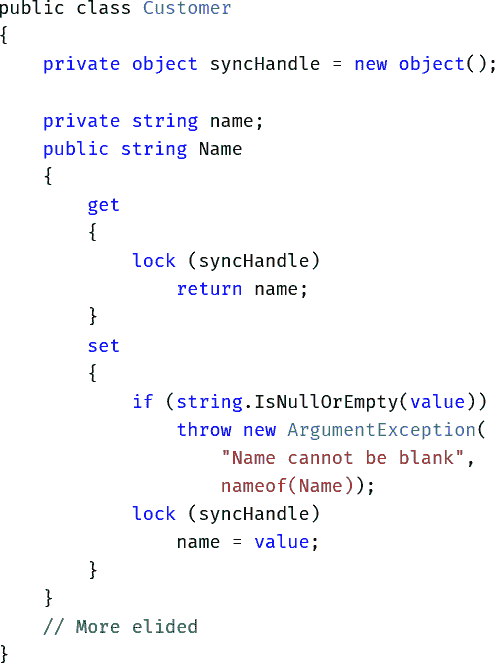 public class Customer
{
    private object syncHandle = new object();

    private string name;
    public string Name
    {
        get
        {
            lock (syncHandle)
                return name;
        }
        set
        {
            if (string.IsNullOrEmpty(value))
                throw new ArgumentException(
                    "Name cannot be blank",
                    nameof(Name));
            lock (syncHandle)
                name = value;
        }
    }
    // More elided
}